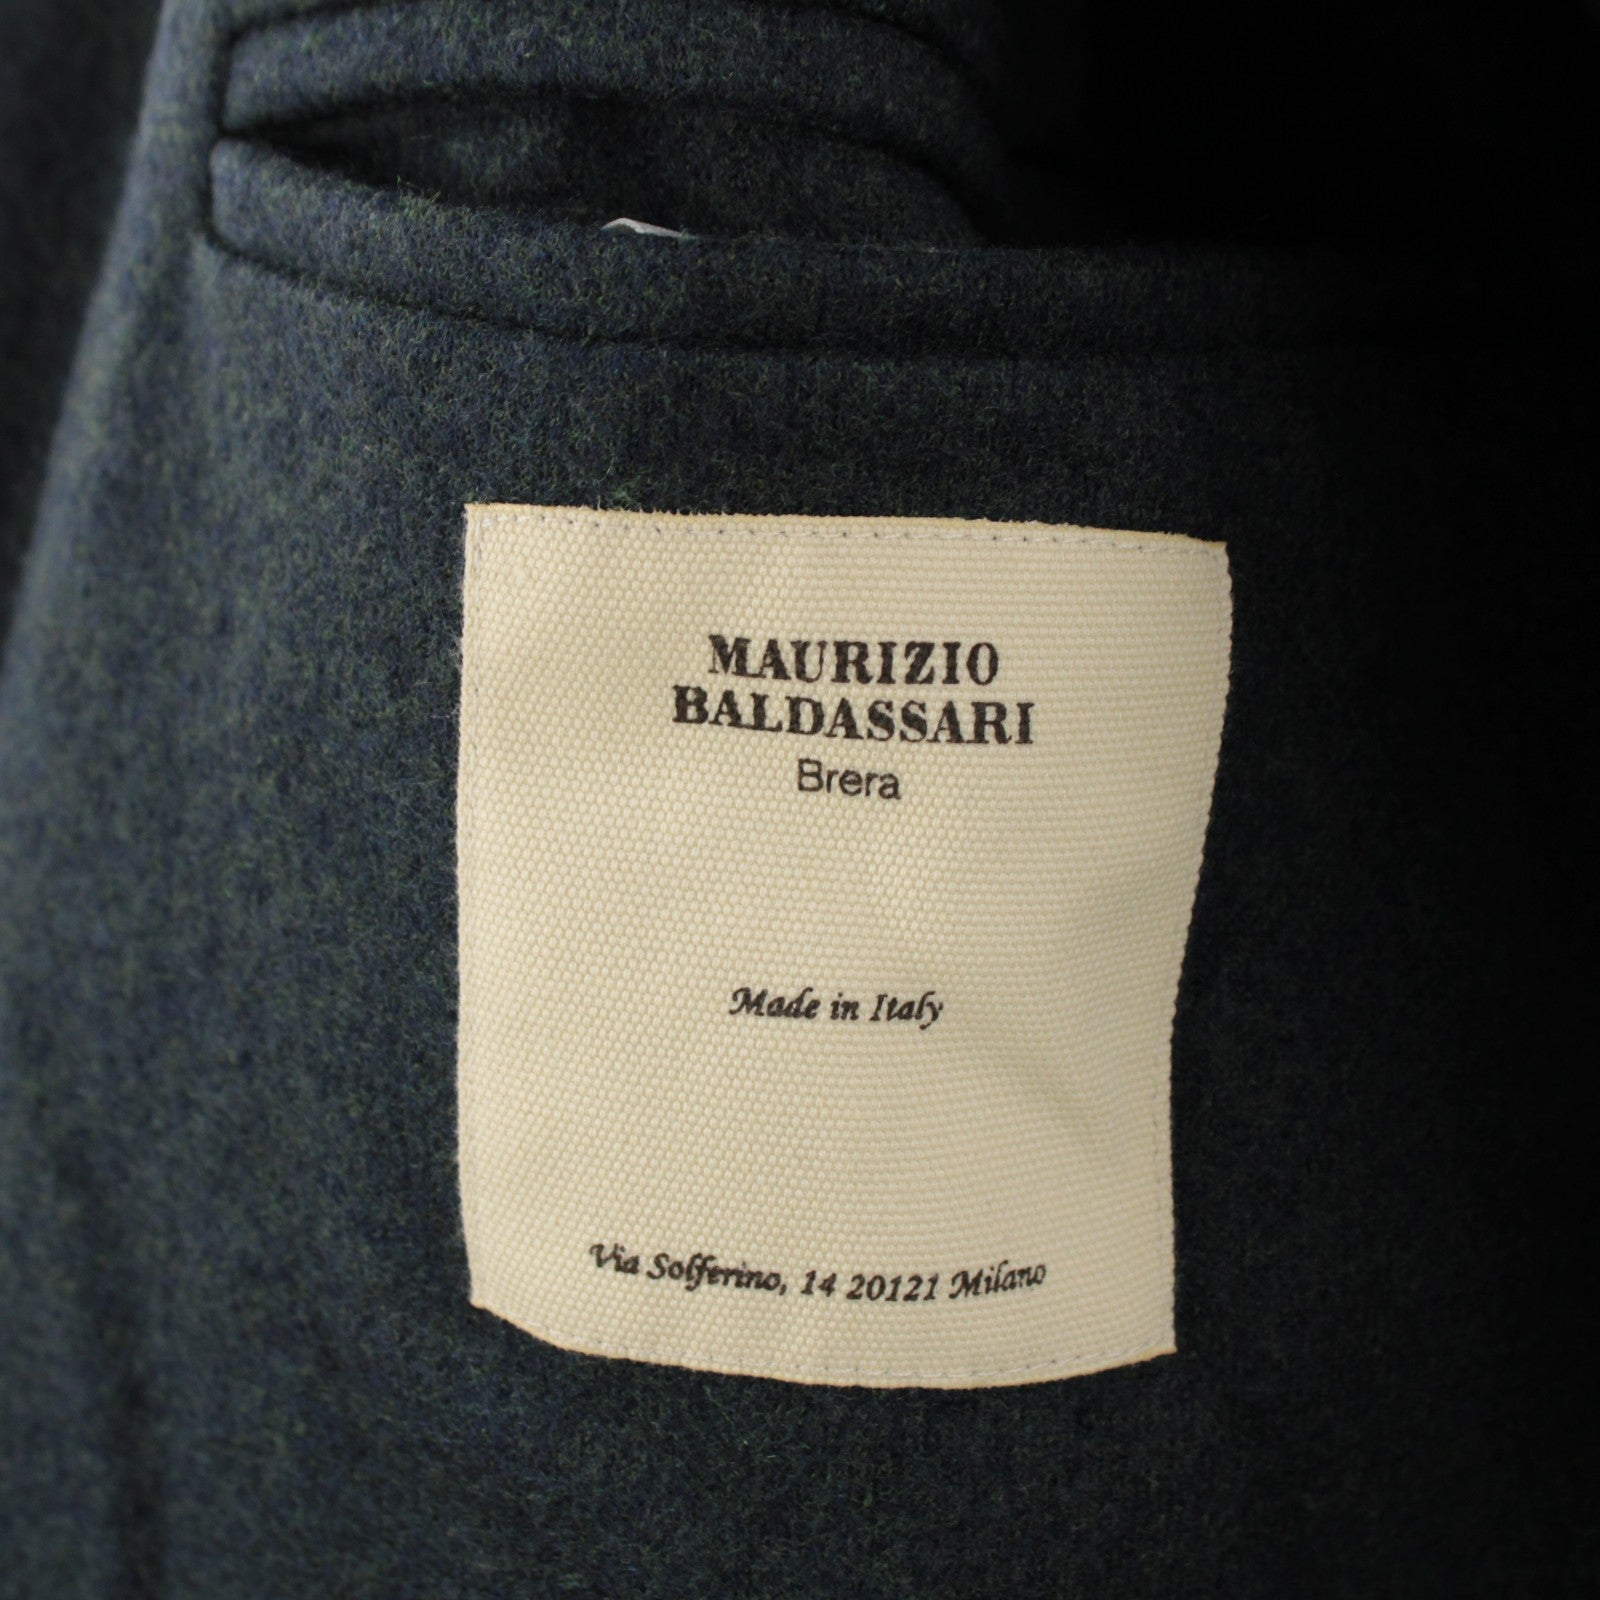 MAURIZIO
BALDASSARI
Brera
Made in Italy
Via Solferino, 14 20121 Milano